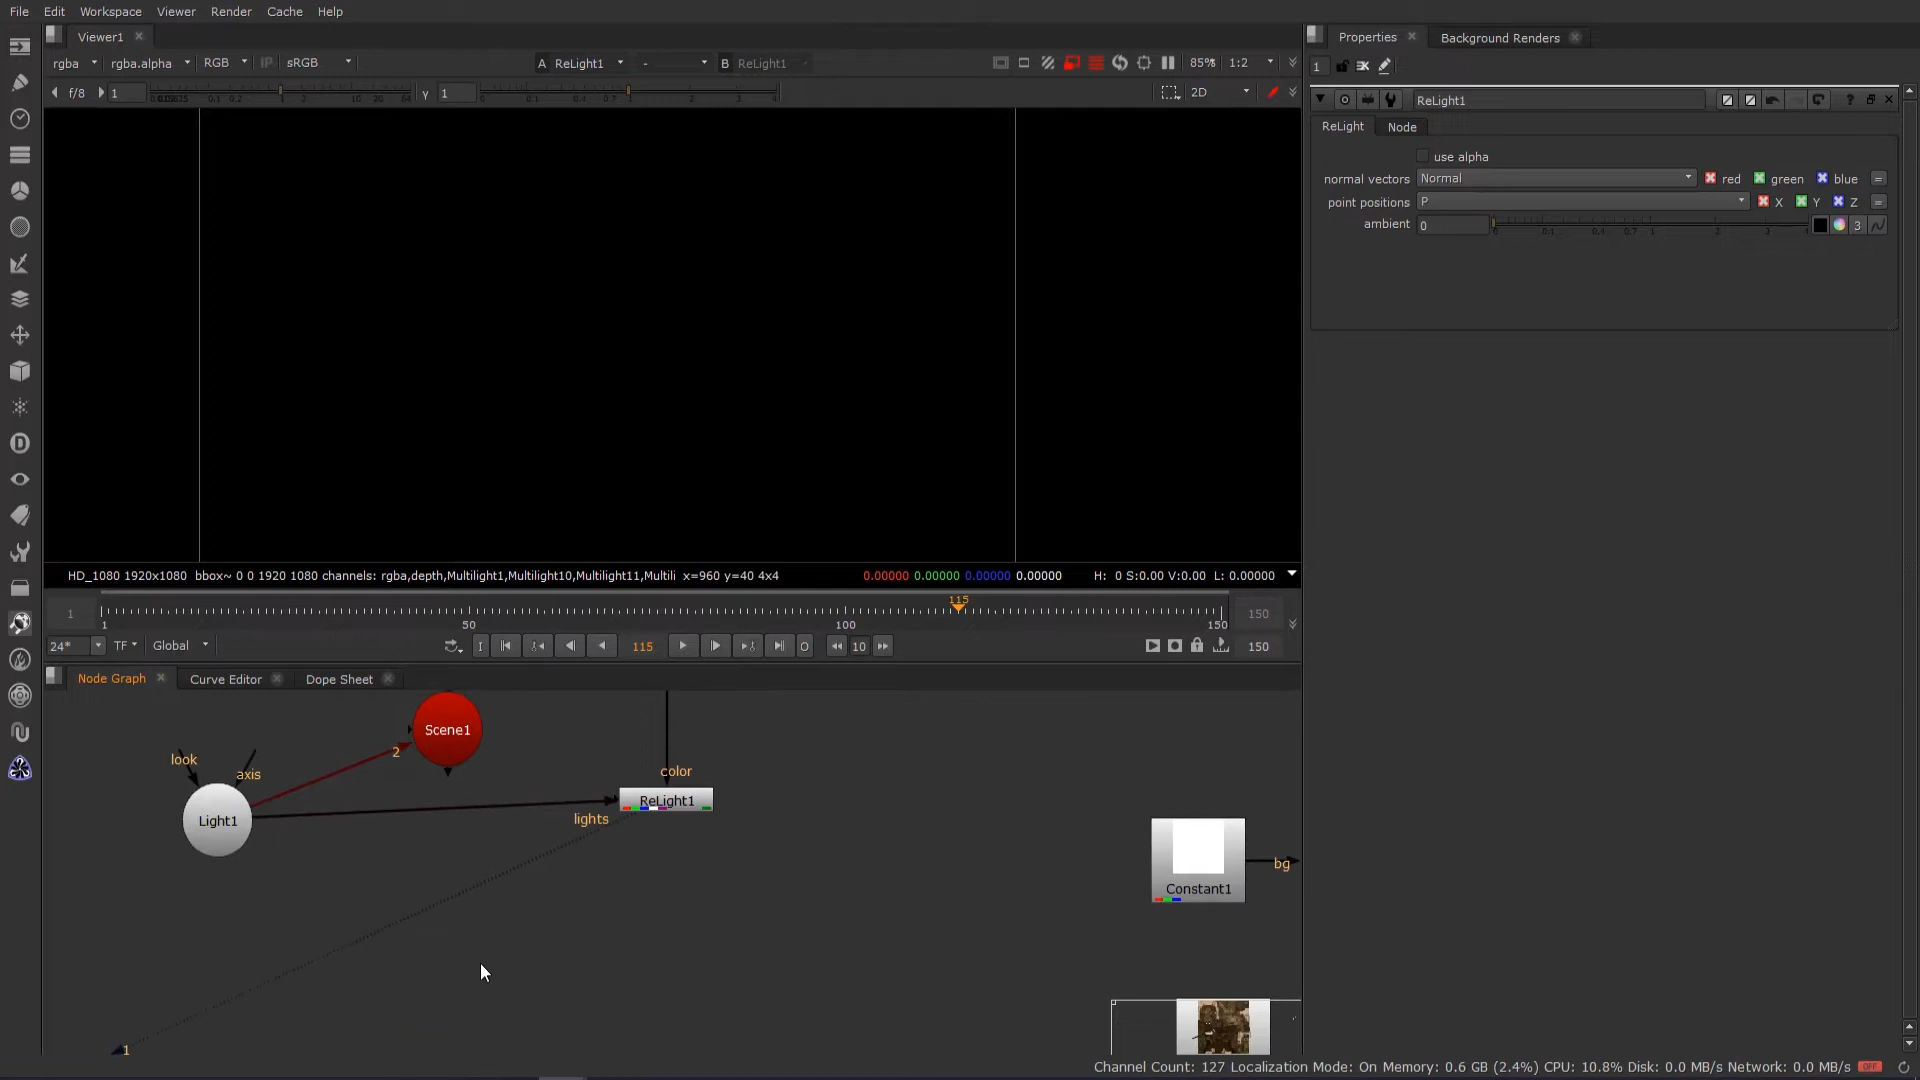 File Edit Workspace Viewer Render Cache Help
Viewer1
rgba rgba.alpha RGB IP sRGB A ReLight1 - B ReLight1 85% 1:2
f/8 1 γ 1 2D
HD_1080 1920x1080 bbox~ 0 0 1920 1080 channels: rgba,depth,Multilight1,Multilight10,Multilight11,Multili x=960 y=40 4x4 0.00000 0.00000 0.00000 0.00000 H: 0 S:0.00 V:0.00 L: 0.00000
115
1 150
1 50 100 150
24* TF Global I 115 O 10 150
Node Graph Curve Editor Dope Sheet
Scene1
look
2
color
axis
ReLight1
Light1
lights
bg
Constant1
1
Properties Background Renders
1
ReLight1
ReLight Node
use alpha
normal vectors Normal red green blue =
point positions P X Y Z =
ambient 0 3
Channel Count: 127 Localization Mode: On Memory: 0.6 GB (2.4%) CPU: 10.8% Disk: 0.0 MB/s Network: 0.0 MB/s OFF